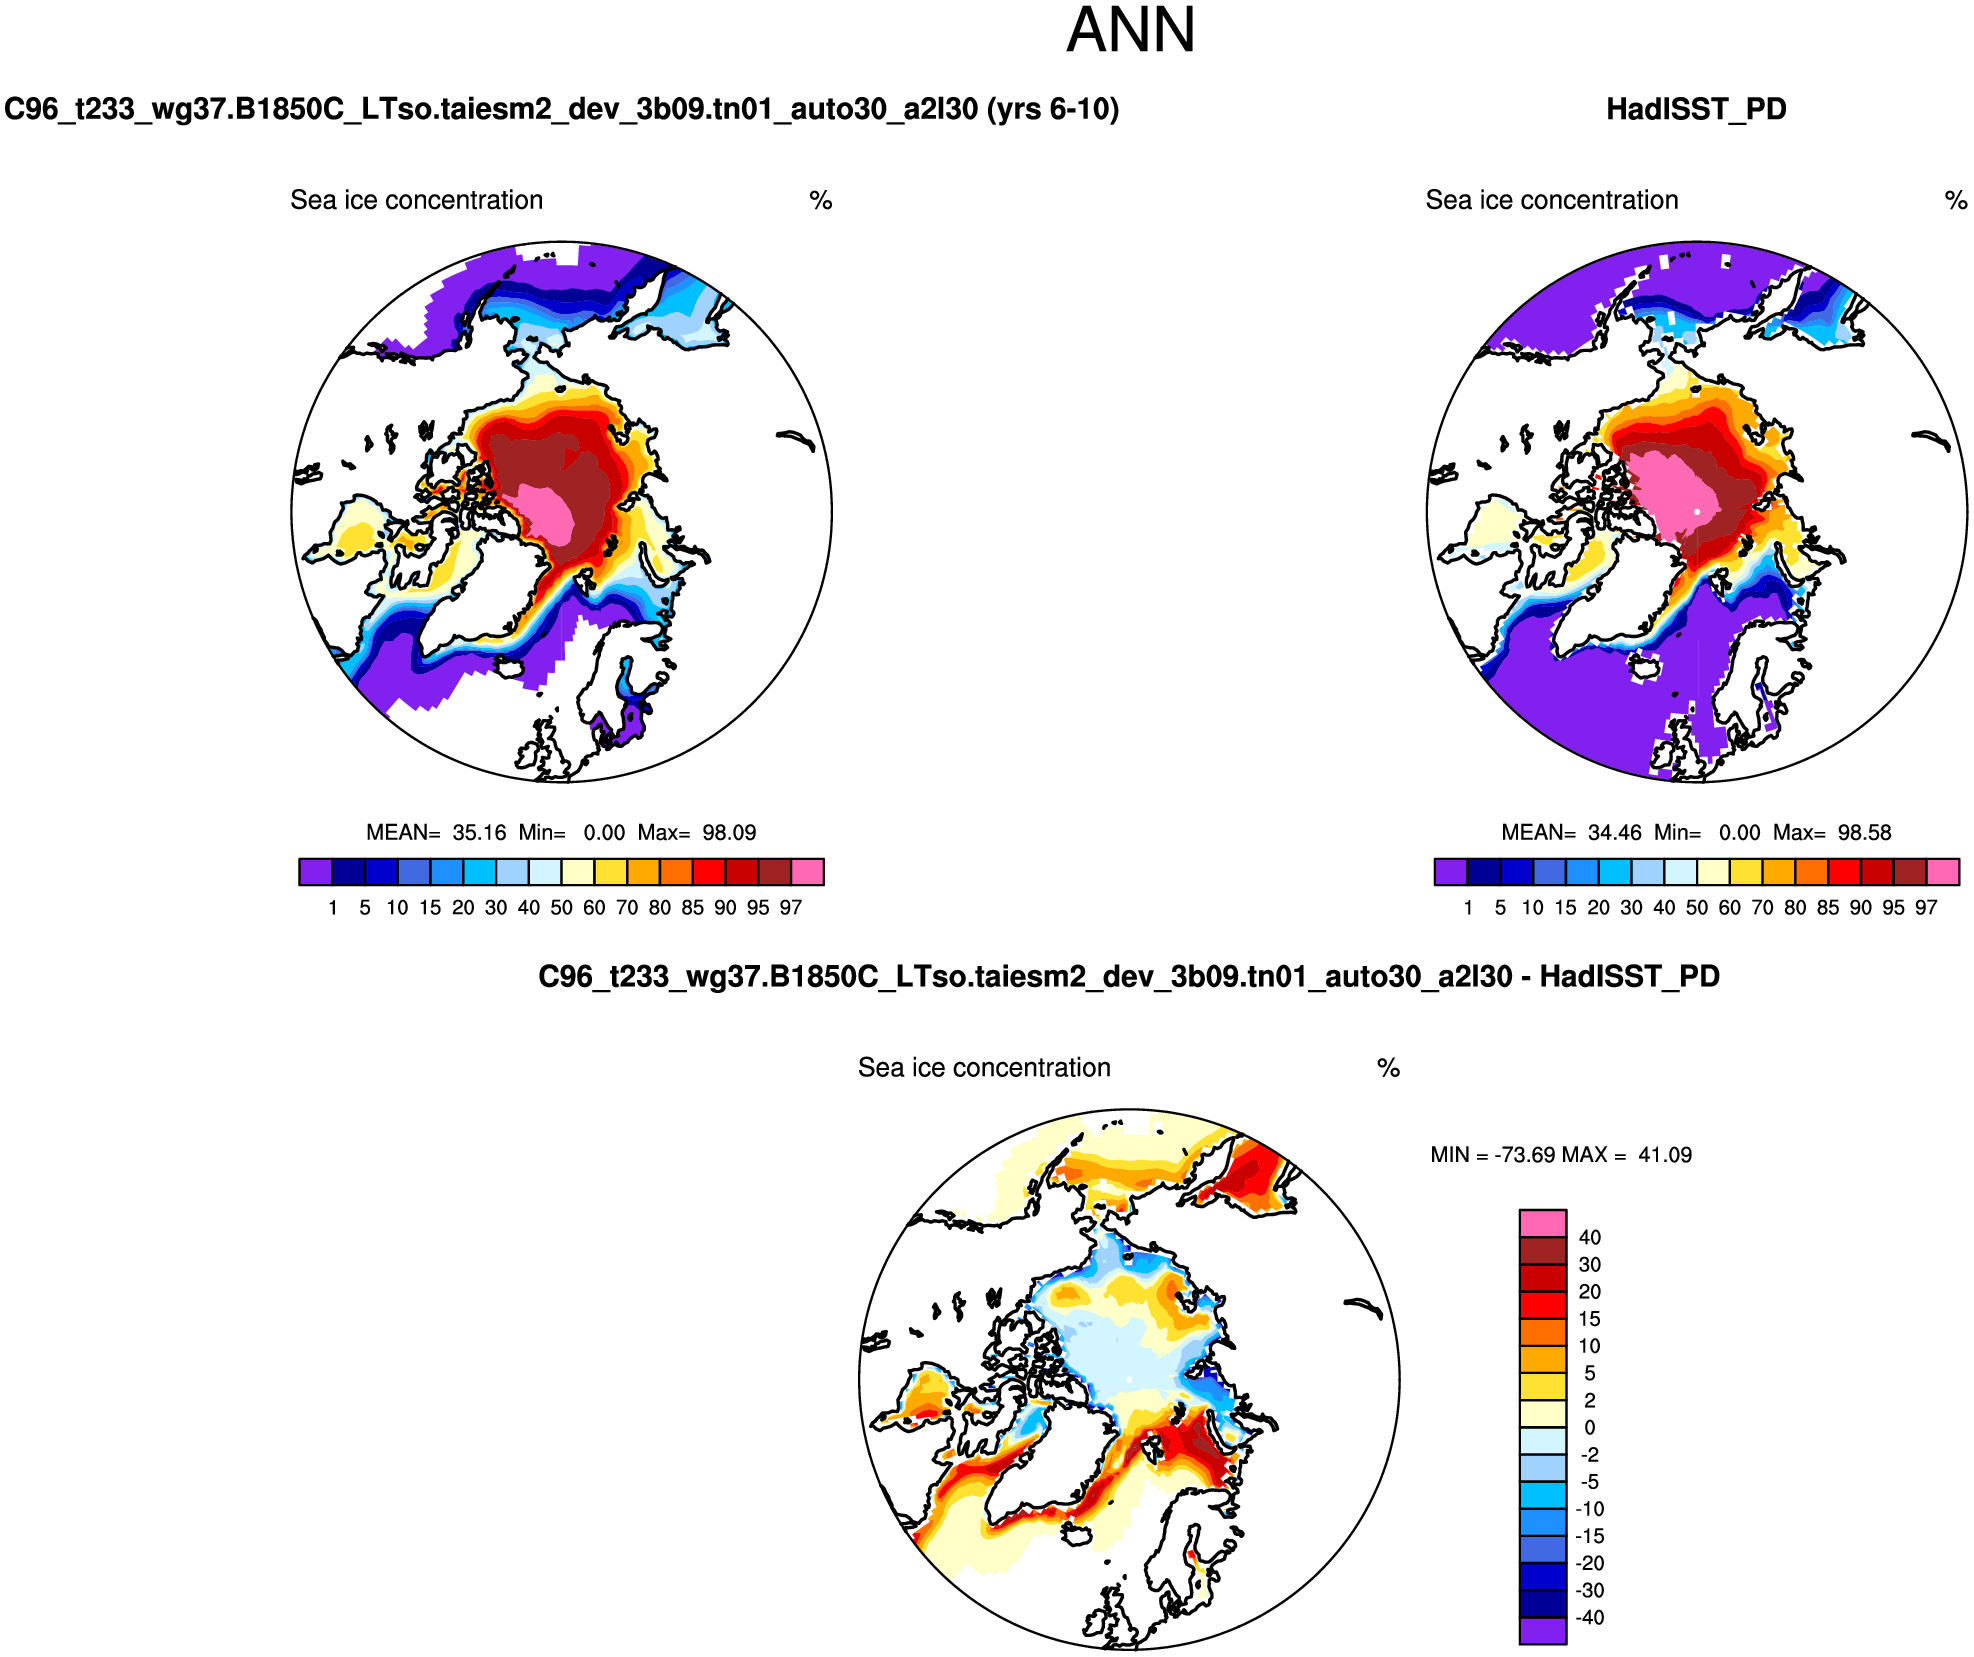 ANN
C96_t233_wg37.B1850C_LTso.taiesm2_dev_3b09.tn01_auto30_a2l30 (yrs 6-10)
HadISST_PD
Sea ice concentration %
Sea ice concentration %
MEAN= 35.16 Min= 0.00 Max= 98.09
MEAN= 34.46 Min= 0.00 Max= 98.58
1 5 10 15 20 30 40 50 60 70 80 85 90 95 97
1 5 10 15 20 30 40 50 60 70 80 85 90 95 97
C96_t233_wg37.B1850C_LTso.taiesm2_dev_3b09.tn01_auto30_a2l30 - HadISST_PD
Sea ice concentration %
MIN = -73.69 MAX = 41.09
40
30
20
15
10
5
2
0
-2
-5
-10
-15
-20
-30
-40